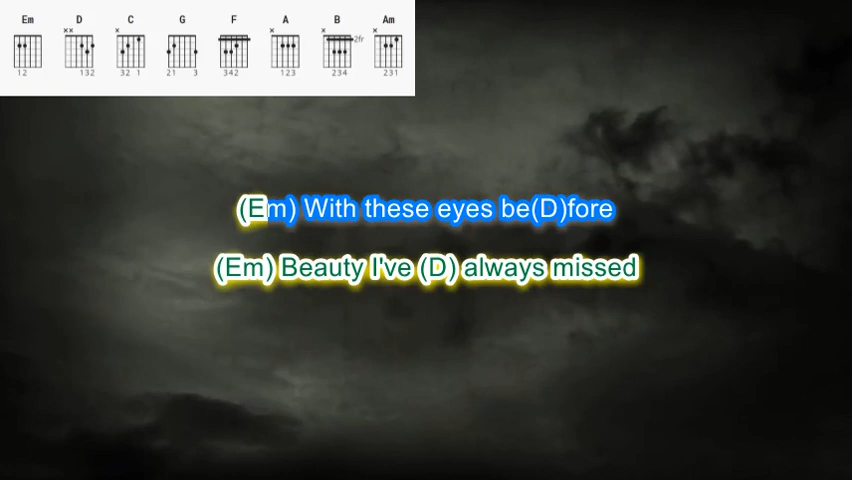 Em D C G F A B Am
x xx x x x 2fr x
12 132 32 1 21 3 342 123 234 231
(Em) With these eyes be(D)fore
(Em) Beauty I've (D) always missed